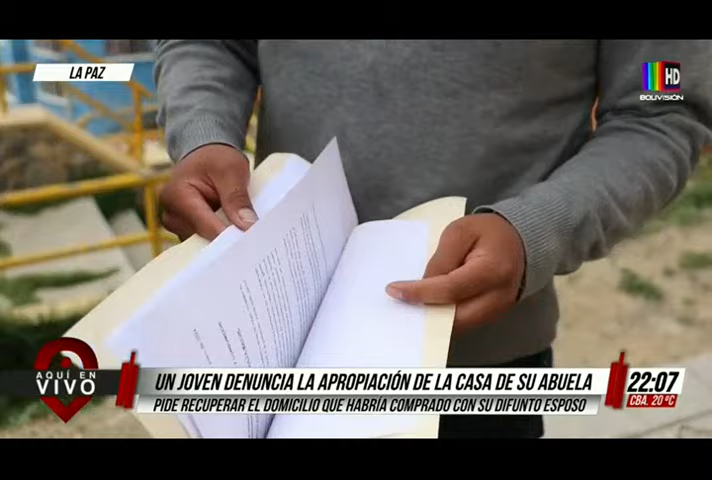 LA PAZ
HD
BOLIVISIÓN
AQUÍ EN
VIVO
UN JOVEN DENUNCIA LA APROPIACIÓN DE LA CASA DE SU ABUELA
PIDE RECUPERAR EL DOMICILIO QUE HABRÍA COMPRADO CON SU DIFUNTO ESPOSO
22:07
CBA. 20 ºC